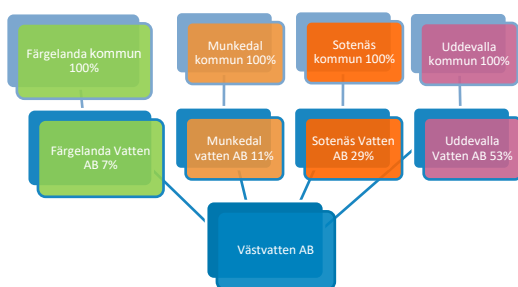 Färgelanda kommun
100%
Munkedal
kommun 100%
Sotenäs
kommun 100%
Uddevalla
kommun 100%
Färgelanda Vatten
AB 7%
Munkedal
vatten AB 11%
Sotenäs Vatten
AB 29%
Uddevalla
Vatten AB 53%
Västvatten AB